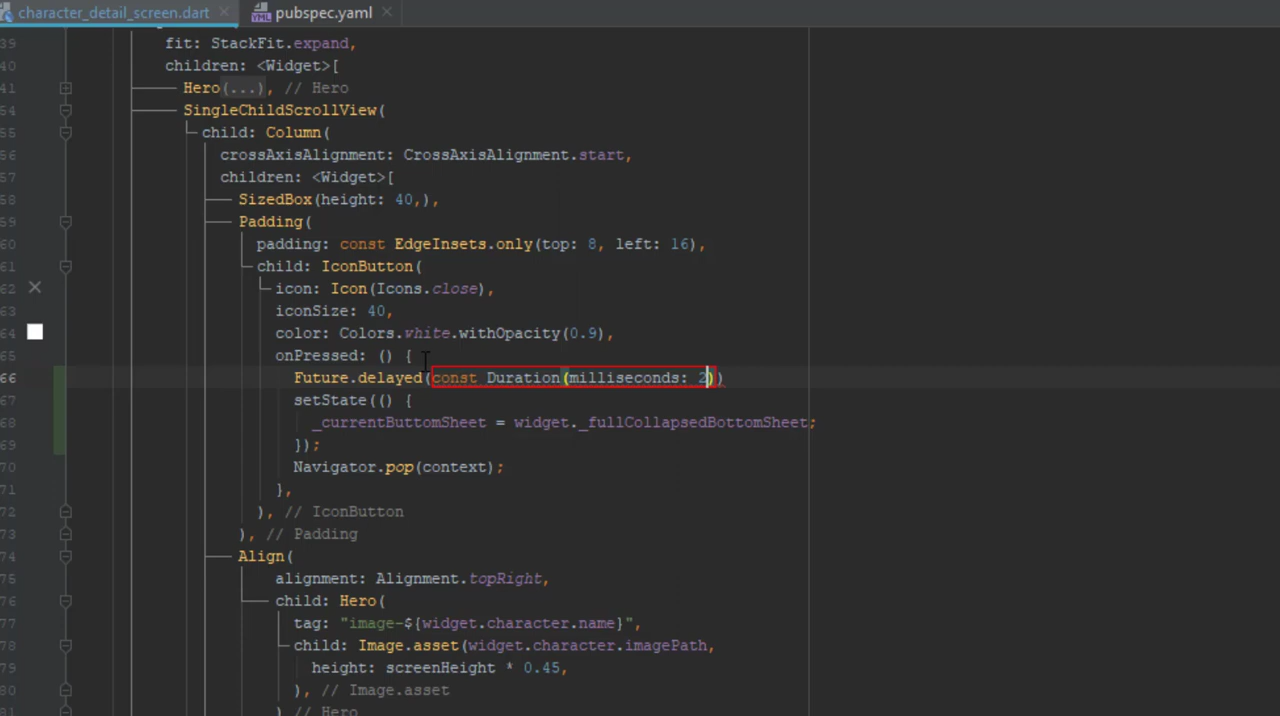 character_detail_screen.dart pubspec.yaml
39 fit: StackFit.expand,
40 children: <Widget>[
41 Hero(...), // Hero
54 SingleChildScrollView(
55 child: Column(
56 crossAxisAlignment: CrossAxisAlignment.start,
57 children: <Widget>[
58 SizedBox(height: 40,),
59 Padding(
60 padding: const EdgeInsets.only(top: 8, left: 16),
61 child: IconButton(
62 icon: Icon(Icons.close),
63 iconSize: 40,
64 color: Colors.white.withOpacity(0.9),
65 onPressed: () {
66 Future.delayed(const Duration(milliseconds: 2))
67 setState(() {
68 _currentButtomSheet = widget._fullCollapsedBottomSheet;
69 });
70 Navigator.pop(context);
71 },
72 ), // IconButton
73 ), // Padding
74 Align(
75 alignment: Alignment.topRight,
76 child: Hero(
77 tag: "image-${widget.character.name}",
78 child: Image.asset(widget.character.imagePath,
79 height: screenHeight * 0.45,
80 ), // Image.asset
81 ) // Hero